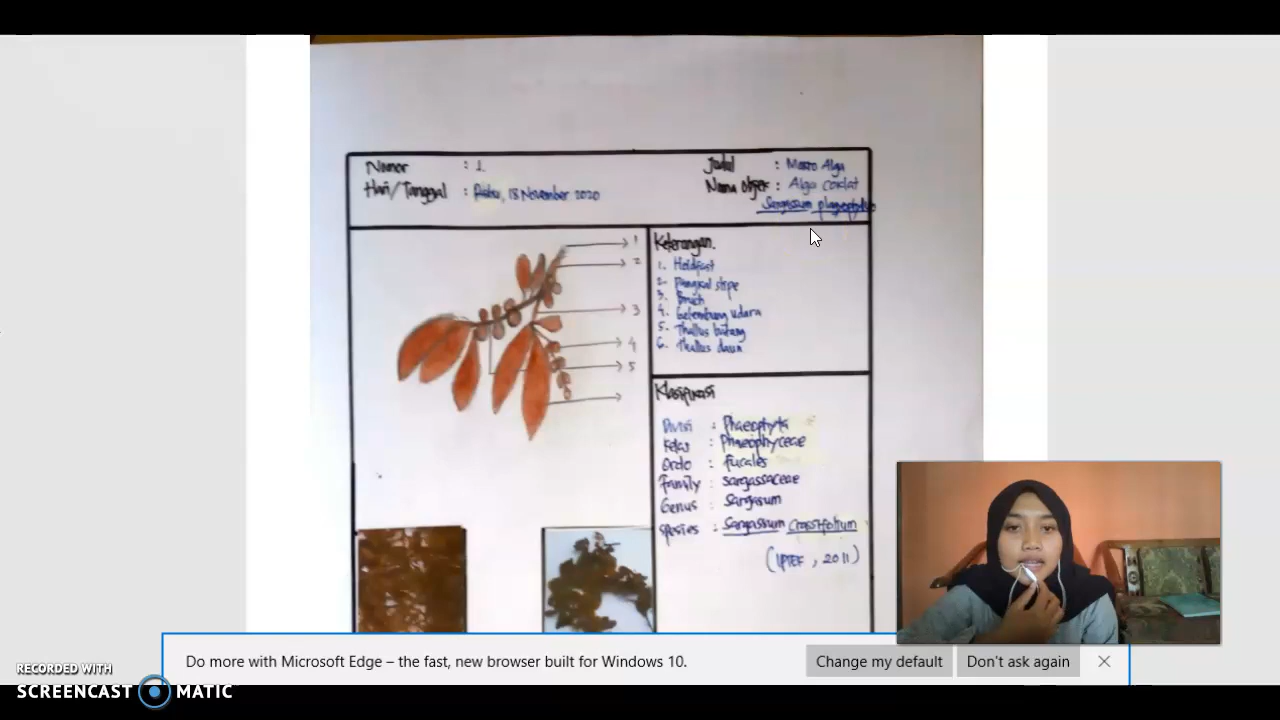 Nomor : 1.
Hari/Tanggal : Rabu, 18 November 2020
Judul : Makro Alga
Nama Objek : Alga Coklat
Sargassum
1
2
3
4
5
Keterangan.
1. Holdfast
2. Pangkal stipe
3.
4. Gelembung udara
5. Thallus batang
6. Thallus daun
Klasifikasi
Divisi : Phaeophyta
Kelas : Phaeophyceae
Ordo : Fucales
Family : Sargassaceae
Genus : Sargasum
Spesies : Sargassum Crassifolium
(, 2011)
Do more with Microsoft Edge – the fast, new browser built for Windows 10.
Change my default
Don't ask again
RECORDED WITH
SCREENCAST MATIC